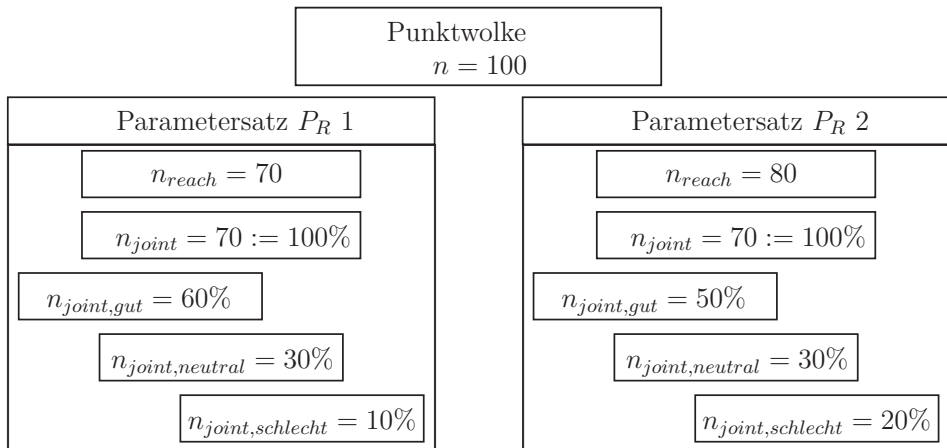 Punktwolke
n = 100
Parametersatz P_R 1
n_reach = 70
n_joint = 70 := 100%
n_joint,gut = 60%
n_joint,neutral = 30%
n_joint,schlecht = 10%
Parametersatz P_R 2
n_reach = 80
n_joint = 70 := 100%
n_joint,gut = 50%
n_joint,neutral = 30%
n_joint,schlecht = 20%